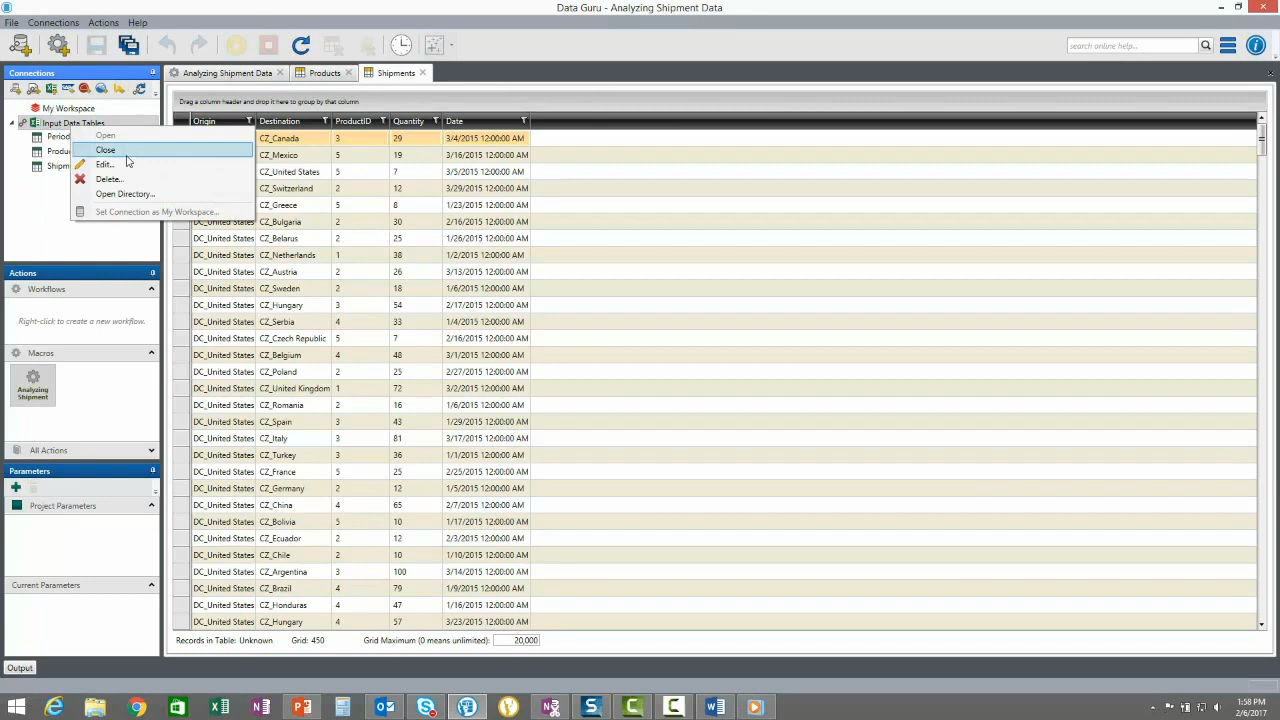 Data Guru - Analyzing Shipment Data
File Connections Actions Help
search online help...
Connections
Analyzing Shipment Data
Products
Shipments
Drag a column header and drop it here to group by that column
My Workspace
Input Data Tables
Period
Produ
Shipm
Open
Close
Edit...
Delete...
Open Directory...
Set Connection as My Workspace...
Origin Destination ProductID Quantity Date
CZ_Canada 3 29 3/4/2015 12:00:00 AM
CZ_Mexico 5 19 3/16/2015 12:00:00 AM
CZ_United States 5 7 3/5/2015 12:00:00 AM
CZ_Switzerland 2 12 3/29/2015 12:00:00 AM
CZ_Greece 5 8 1/23/2015 12:00:00 AM
DC_United States CZ_Bulgaria 2 30 2/16/2015 12:00:00 AM
DC_United States CZ_Belarus 2 25 1/26/2015 12:00:00 AM
DC_United States CZ_Netherlands 1 38 1/2/2015 12:00:00 AM
DC_United States CZ_Austria 2 26 3/13/2015 12:00:00 AM
DC_United States CZ_Sweden 2 18 1/6/2015 12:00:00 AM
DC_United States CZ_Hungary 3 54 2/17/2015 12:00:00 AM
DC_United States CZ_Serbia 4 33 1/4/2015 12:00:00 AM
DC_United States CZ_Czech Republic 5 7 2/16/2015 12:00:00 AM
DC_United States CZ_Belgium 4 48 3/1/2015 12:00:00 AM
DC_United States CZ_Poland 2 25 2/27/2015 12:00:00 AM
DC_United States CZ_United Kingdom 1 72 3/2/2015 12:00:00 AM
DC_United States CZ_Romania 2 16 1/6/2015 12:00:00 AM
DC_United States CZ_Spain 3 43 1/29/2015 12:00:00 AM
DC_United States CZ_Italy 3 81 3/17/2015 12:00:00 AM
DC_United States CZ_Turkey 3 36 1/1/2015 12:00:00 AM
DC_United States CZ_France 5 25 2/25/2015 12:00:00 AM
DC_United States CZ_Germany 2 12 1/5/2015 12:00:00 AM
DC_United States CZ_China 4 65 2/7/2015 12:00:00 AM
DC_United States CZ_Bolivia 5 10 1/17/2015 12:00:00 AM
DC_United States CZ_Ecuador 2 12 2/3/2015 12:00:00 AM
DC_United States CZ_Chile 2 10 1/10/2015 12:00:00 AM
DC_United States CZ_Argentina 3 100 1/2/2015 12:00:00 AM
DC_United States CZ_Brazil 4 79 1/9/2015 12:00:00 AM
DC_United States CZ_Honduras 4 47 1/16/2015 12:00:00 AM
DC_United States CZ_Hungary 4 57 3/23/2015 12:00:00 AM
Actions
Workflows
Right-click to create a new workflow.
Macros
Analyzing
Shipment
All Actions
Parameters
Project Parameters
Current Parameters
Records in Table: Unknown Grid: 450 Grid Maximum (0 means unlimited): 20,000
Output
1:58 PM
2/6/2017